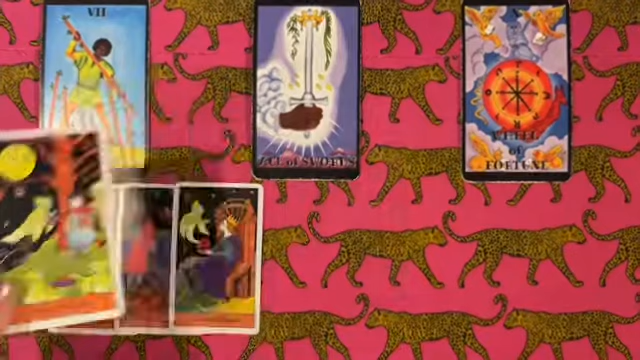 VII
ACE of SWORDS
X
WHEEL
of
FORTUNE